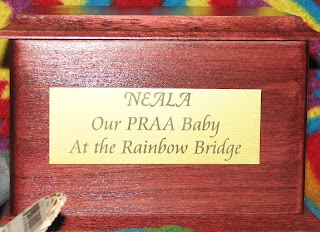 NEALA
Our PRAA Baby
At the Rainbow Bridge